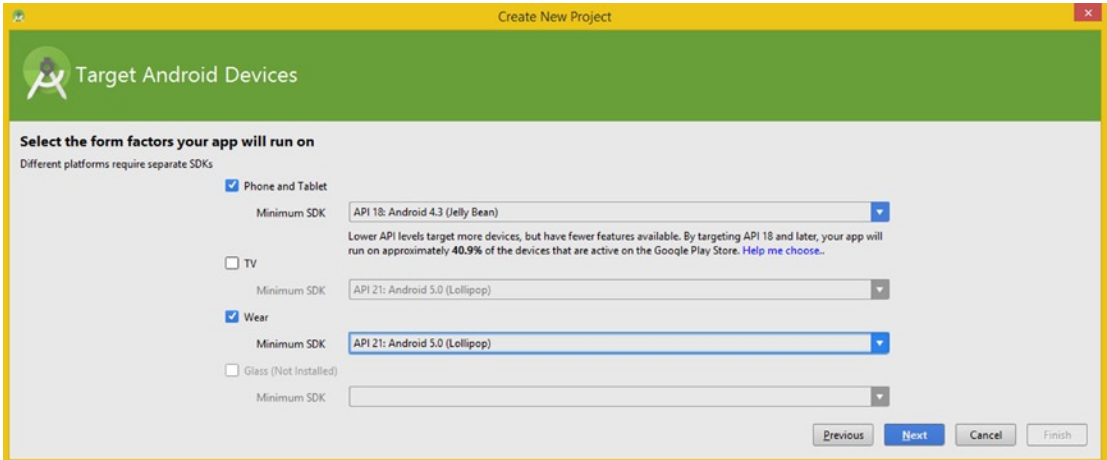 Create New Project
Target Android Devices
Select the form factors your app will run on
Different platforms require separate SDKs
Phone and Tablet
Minimum SDK API 18: Android 4.3 (Jelly Bean)
Lower API levels target more devices, but have fewer features available. By targeting API 18 and later, your app will
run on approximately 40.9% of the devices that are active on the Google Play Store. Help me choose..
TV
Minimum SDK API 21: Android 5.0 (Lollipop)
Wear
Minimum SDK API 21: Android 5.0 (Lollipop)
Glass (Not Installed)
Minimum SDK
Previous Next Cancel Finish